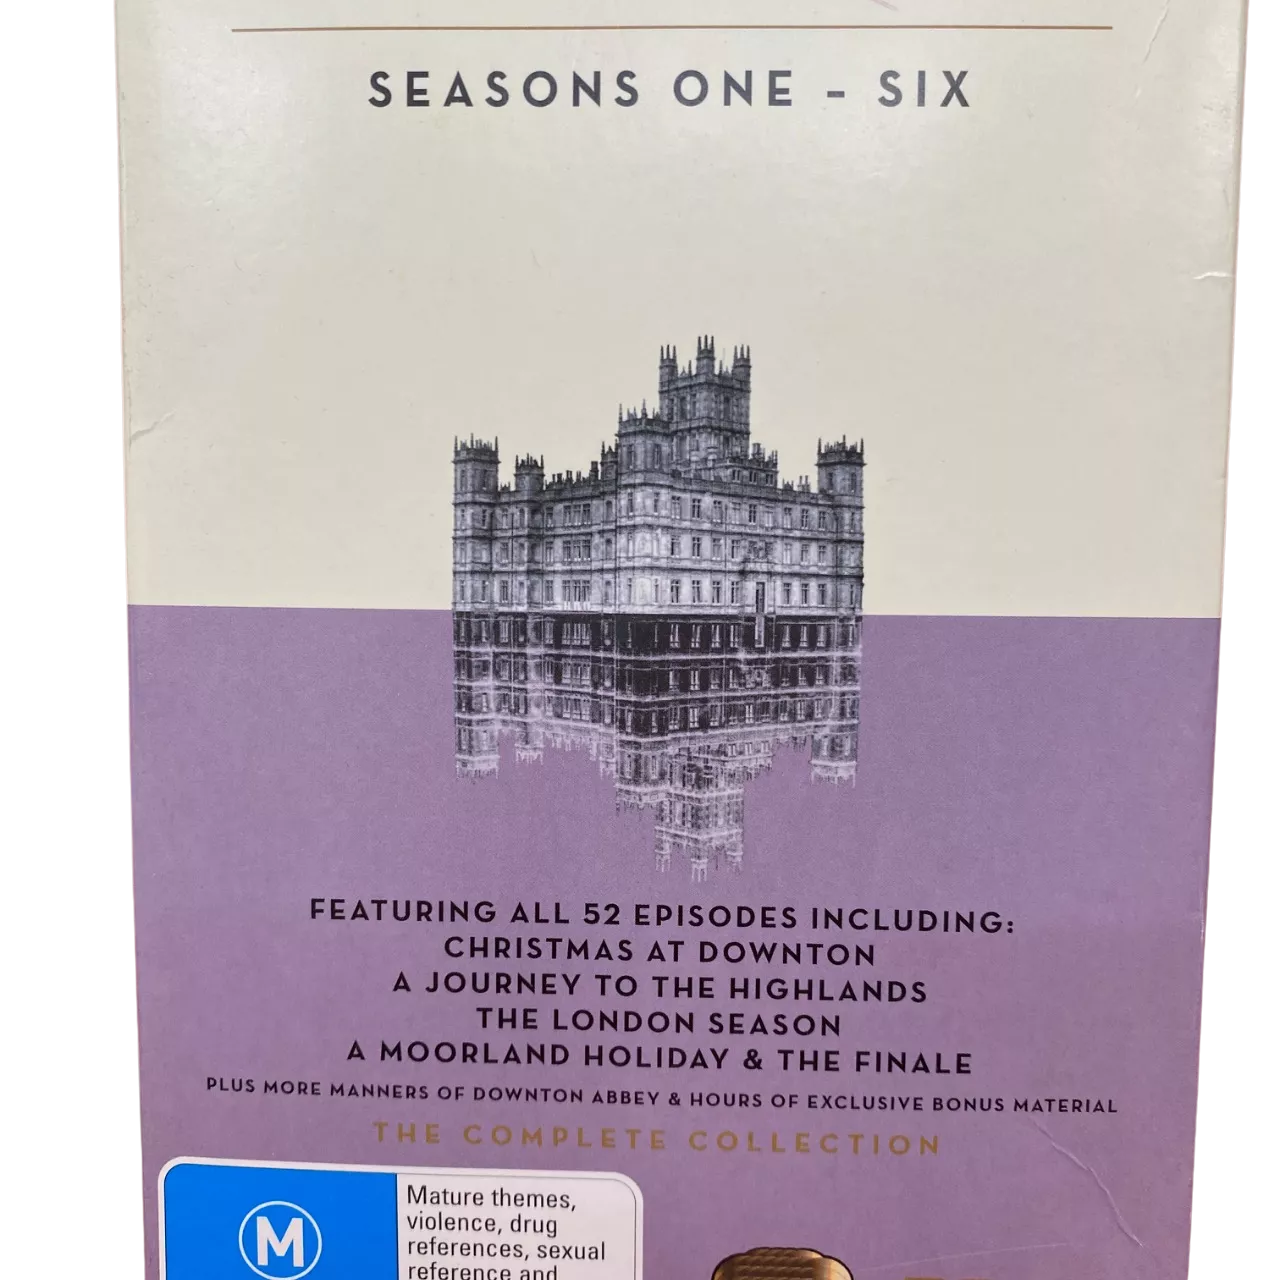 SEASONS ONE – SIX
FEATURING ALL 52 EPISODES INCLUDING:
CHRISTMAS AT DOWNTON
A JOURNEY TO THE HIGHLANDS
THE LONDON SEASON
A MOORLAND HOLIDAY & THE FINALE
PLUS MORE MANNERS OF DOWNTON ABBEY & HOURS OF EXCLUSIVE BONUS MATERIAL
THE COMPLETE COLLECTION
M
Mature themes,
violence, drug
references, sexual
reference and